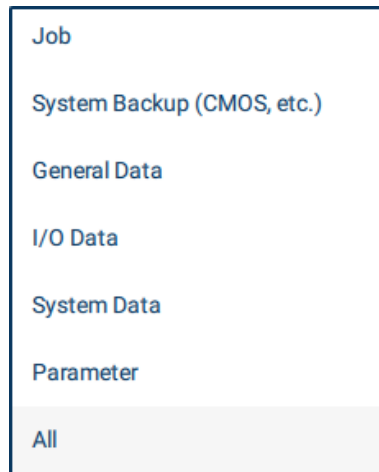 Job
System Backup (CMOS, etc.)
General Data
I/O Data
System Data
Parameter
All